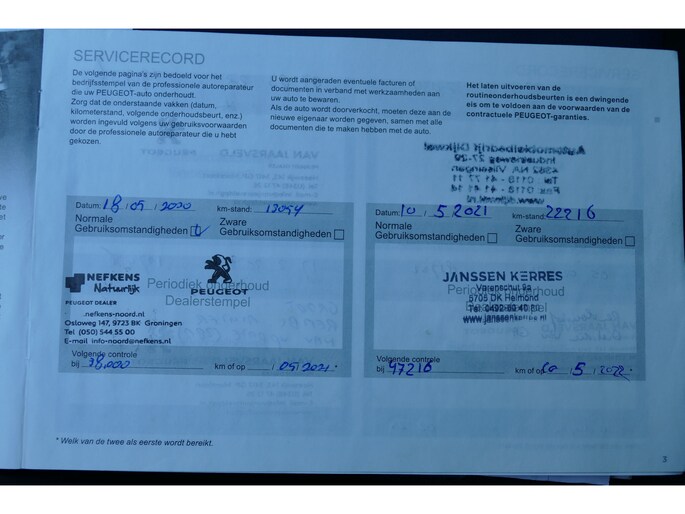 SERVICERECORD
De volgende pagina's zijn bedoeld voor het
bedrijfsstempel van de professionele autoreparateur
die uw PEUGEOT-auto onderhoudt.
Zorg dat de onderstaande vakken (datum,
kilometerstand, volgende onderhoudsbeurt, enz.)
worden ingevuld volgens uw gebruiksvoorwaarden
door de professionele autoreparateur die u hebt
gekozen.
U wordt aangeraden eventuele facturen of
documenten in verband met werkzaamheden aan
uw auto te bewaren.
Als de auto wordt doorverkocht, moeten deze aan de
nieuwe eigenaar worden gegeven, samen met alle
documenten die te maken hebben met de auto.
Het laten uitvoeren van de
routineonderhoudsbeurten is een dwingende
eis om te voldoen aan de voorwaarden van de
contractuele PEUGEOT-garanties.
Datum: 18, 05, 2020 km-stand: 12054
Normale
Gebruiksomstandigheden
Zware
Gebruiksomstandigheden
NEFKENS
Natuurlijk
PEUGEOT
Periodiek onderhoud
Dealerstempel
PEUGEOT DEALER
.nefkens-noord.nl
Osloweg 147, 9723 BK Groningen
Tel (050) 544 55 00
E-mail info-noord@nefkens.nl
Volgende controle
bij km of op 05, 2021
Datum: 10, 5, 2021 km-stand: 22216
Normale
Gebruiksomstandigheden
Zware
Gebruiksomstandigheden
JANSSEN KERRES
5705 DK Helmond
Volgende controle
bij 47216 km of op 10, 5, 2022
* Welk van de twee als eerste wordt bereikt.
3